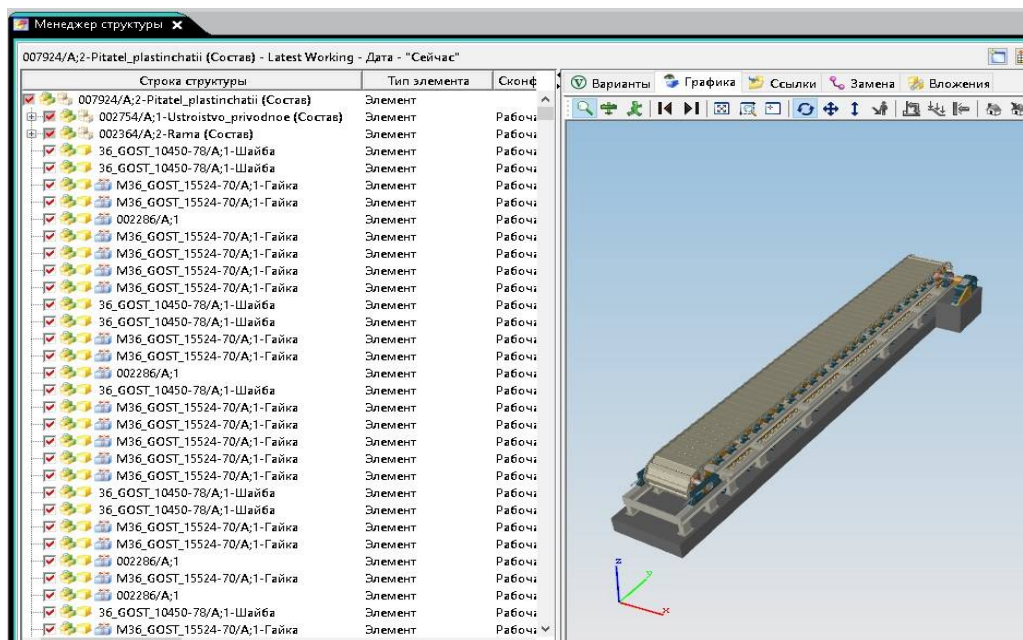 Менеджер структуры
007924/A;2-Pitatel_plastinchatii (Состав) - Latest Working - Дата - "Сейчас"
Строка структуры Тип элемента Сконф
Варианты Графика Ссылки Замена Вложения
007924/A;2-Pitatel_plastinchatii (Состав) Элемент
002754/A;1-Ustroistvo_privodnoe (Состав) Элемент Рабоча
002364/A;2-Rama (Состав) Элемент Рабоча
36_GOST_10450-78/A;1-Шайба Элемент Рабоча
36_GOST_10450-78/A;1-Шайба Элемент Рабоча
M36_GOST_15524-70/A;1-Гайка Элемент Рабоча
M36_GOST_15524-70/A;1-Гайка Элемент Рабоча
002286/A;1 Элемент Рабоча
M36_GOST_15524-70/A;1-Гайка Элемент Рабоча
M36_GOST_15524-70/A;1-Гайка Элемент Рабоча
M36_GOST_15524-70/A;1-Гайка Элемент Рабоча
M36_GOST_15524-70/A;1-Гайка Элемент Рабоча
36_GOST_10450-78/A;1-Шайба Элемент Рабоча
36_GOST_10450-78/A;1-Шайба Элемент Рабоча
M36_GOST_15524-70/A;1-Гайка Элемент Рабоча
M36_GOST_15524-70/A;1-Гайка Элемент Рабоча
002286/A;1 Элемент Рабоча
36_GOST_10450-78/A;1-Шайба Элемент Рабоча
M36_GOST_15524-70/A;1-Гайка Элемент Рабоча
M36_GOST_15524-70/A;1-Гайка Элемент Рабоча
M36_GOST_15524-70/A;1-Гайка Элемент Рабоча
M36_GOST_15524-70/A;1-Гайка Элемент Рабоча
M36_GOST_15524-70/A;1-Гайка Элемент Рабоча
36_GOST_10450-78/A;1-Шайба Элемент Рабоча
36_GOST_10450-78/A;1-Шайба Элемент Рабоча
M36_GOST_15524-70/A;1-Гайка Элемент Рабоча
M36_GOST_15524-70/A;1-Гайка Элемент Рабоча
002286/A;1 Элемент Рабоча
M36_GOST_15524-70/A;1-Гайка Элемент Рабоча
002286/A;1 Элемент Рабоча
36_GOST_10450-78/A;1-Шайба Элемент Рабоча
M36_GOST_15524-70/A;1-Гайка Элемент Рабоча
z
y
x